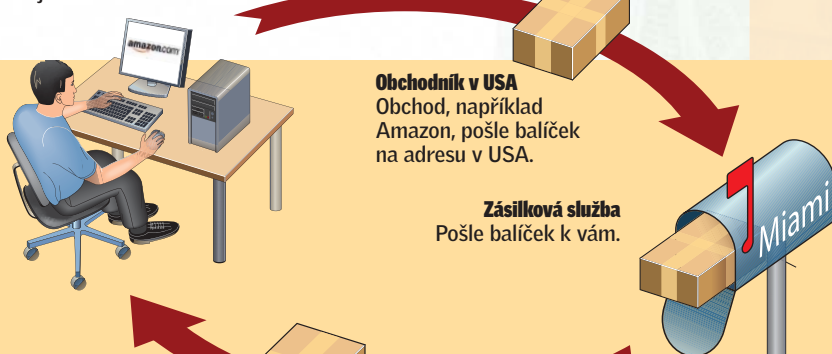 amazon.com
Obchodník v USA
Obchod, například
Amazon, pošle balíček
na adresu v USA.
Zásilková služba
Pošle balíček k vám.
Miami